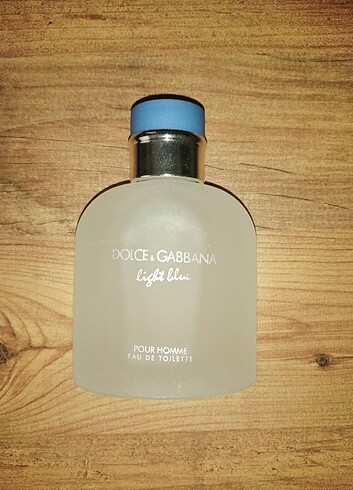 DOLCE & GABBANA
light blue
POUR HOMME
EAU DE TOILETTE